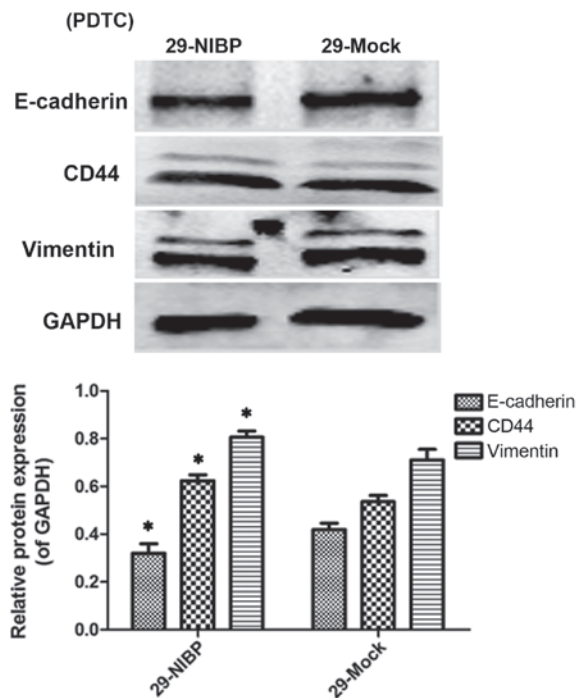 (PDTC)
29-NIBP 29-Mock
E-cadherin
CD44
Vimentin
GAPDH
Relative protein expression
(of GAPDH)
1.0
0.8
0.6
0.4
0.2
0.0
* * *
29-NIBP 29-Mock
E-cadherin
CD44
Vimentin